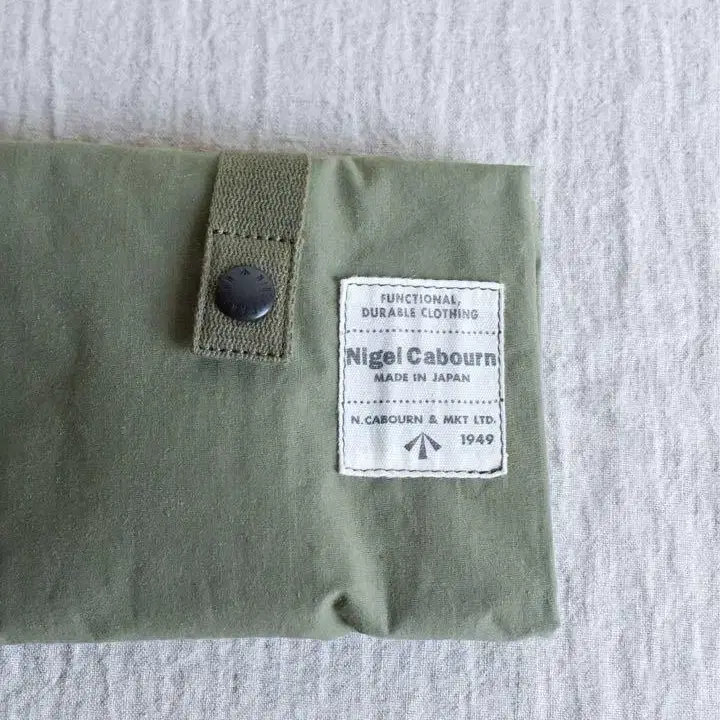 FUNCTIONAL,
DURABLE CLOTHING
Nigel Cabourn
MADE IN JAPAN
N.CABOURN & MKT LTD.
1949